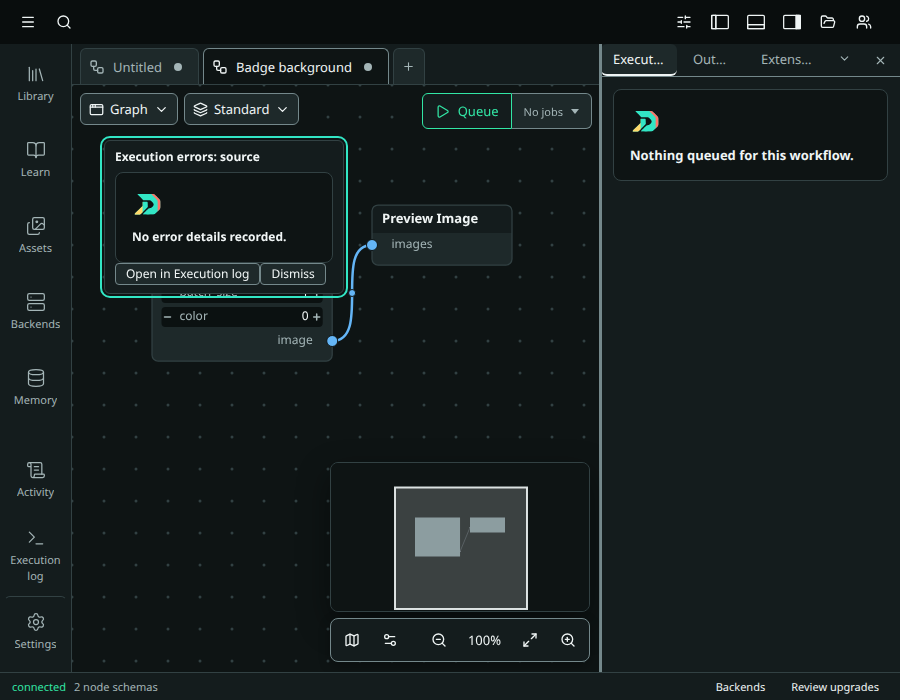 Untitled
Badge background
Execut...
Out...
Extens...
Library
Learn
Assets
Backends
Memory
Activity
Execution
log
Settings
Graph
Standard
Queue
No jobs
Nothing queued for this workflow.
Execution errors: source
No error details recorded.
Open in Execution log
Dismiss
Preview Image
images
color
0
image
100%
connected
2 node schemas
Backends
Review upgrades